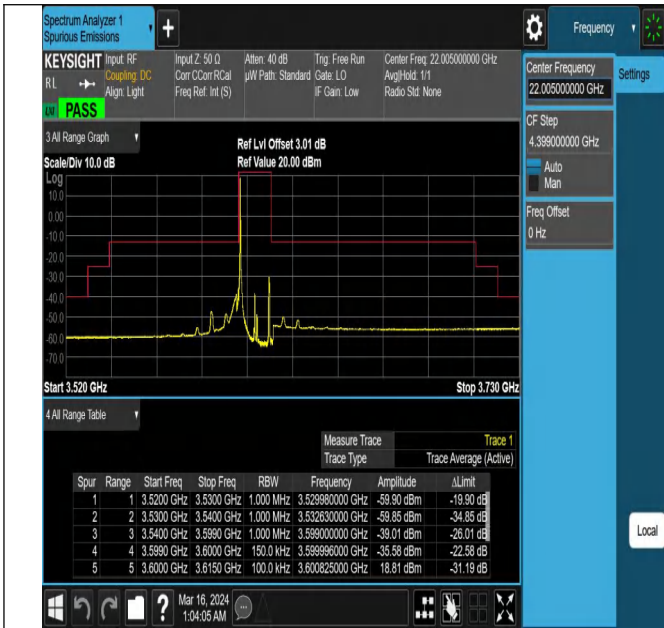 Spectrum Analyzer 1
Spurious Emissions
Frequency
KEYSIGHT
Input: RF
Coupling: DC
Align: Light
Input Z: 50 Ω
Corr CCorr RCal
Freq Ref: Int (S)
Atten: 40 dB
µW Path: Standard
Trig: Free Run
Gate: LO
IF Gain: Low
Center Freq: 22.005000000 GHz
Avg|Hold: 1/1
Radio Std: None
RL
PASS
Center Frequency
22.005000000 GHz
Settings
CF Step
4.399000000 GHz
Auto
Man
Freq Offset
0 Hz
3 All Range Graph
Ref Lvl Offset 3.01 dB
Scale/Div 10.0 dB
Ref Value 20.00 dBm
Log
10.0
0.00
-10.0
-20.0
-30.0
-40.0
-50.0
-60.0
-70.0
Start 3.520 GHz
Stop 3.730 GHz
4 All Range Table
Measure Trace Trace 1
Trace Type Trace Average (Active)
Spur Range Start Freq Stop Freq RBW Frequency Amplitude ΔLimit
1 1 3.5200 GHz 3.5300 GHz 1.000 MHz 3.529980000 GHz -59.90 dBm -19.90 dB
2 2 3.5300 GHz 3.5400 GHz 1.000 MHz 3.532630000 GHz -59.85 dBm -34.85 dB
3 3 3.5400 GHz 3.5990 GHz 1.000 MHz 3.599000000 GHz -39.01 dBm -26.01 dB
4 4 3.5990 GHz 3.6000 GHz 150.0 kHz 3.599996000 GHz -35.58 dBm -22.58 dB
5 5 3.6000 GHz 3.6150 GHz 100.0 kHz 3.600825000 GHz 18.81 dBm -31.19 dB
Local
?
Mar 16, 2024
1:04:05 AM